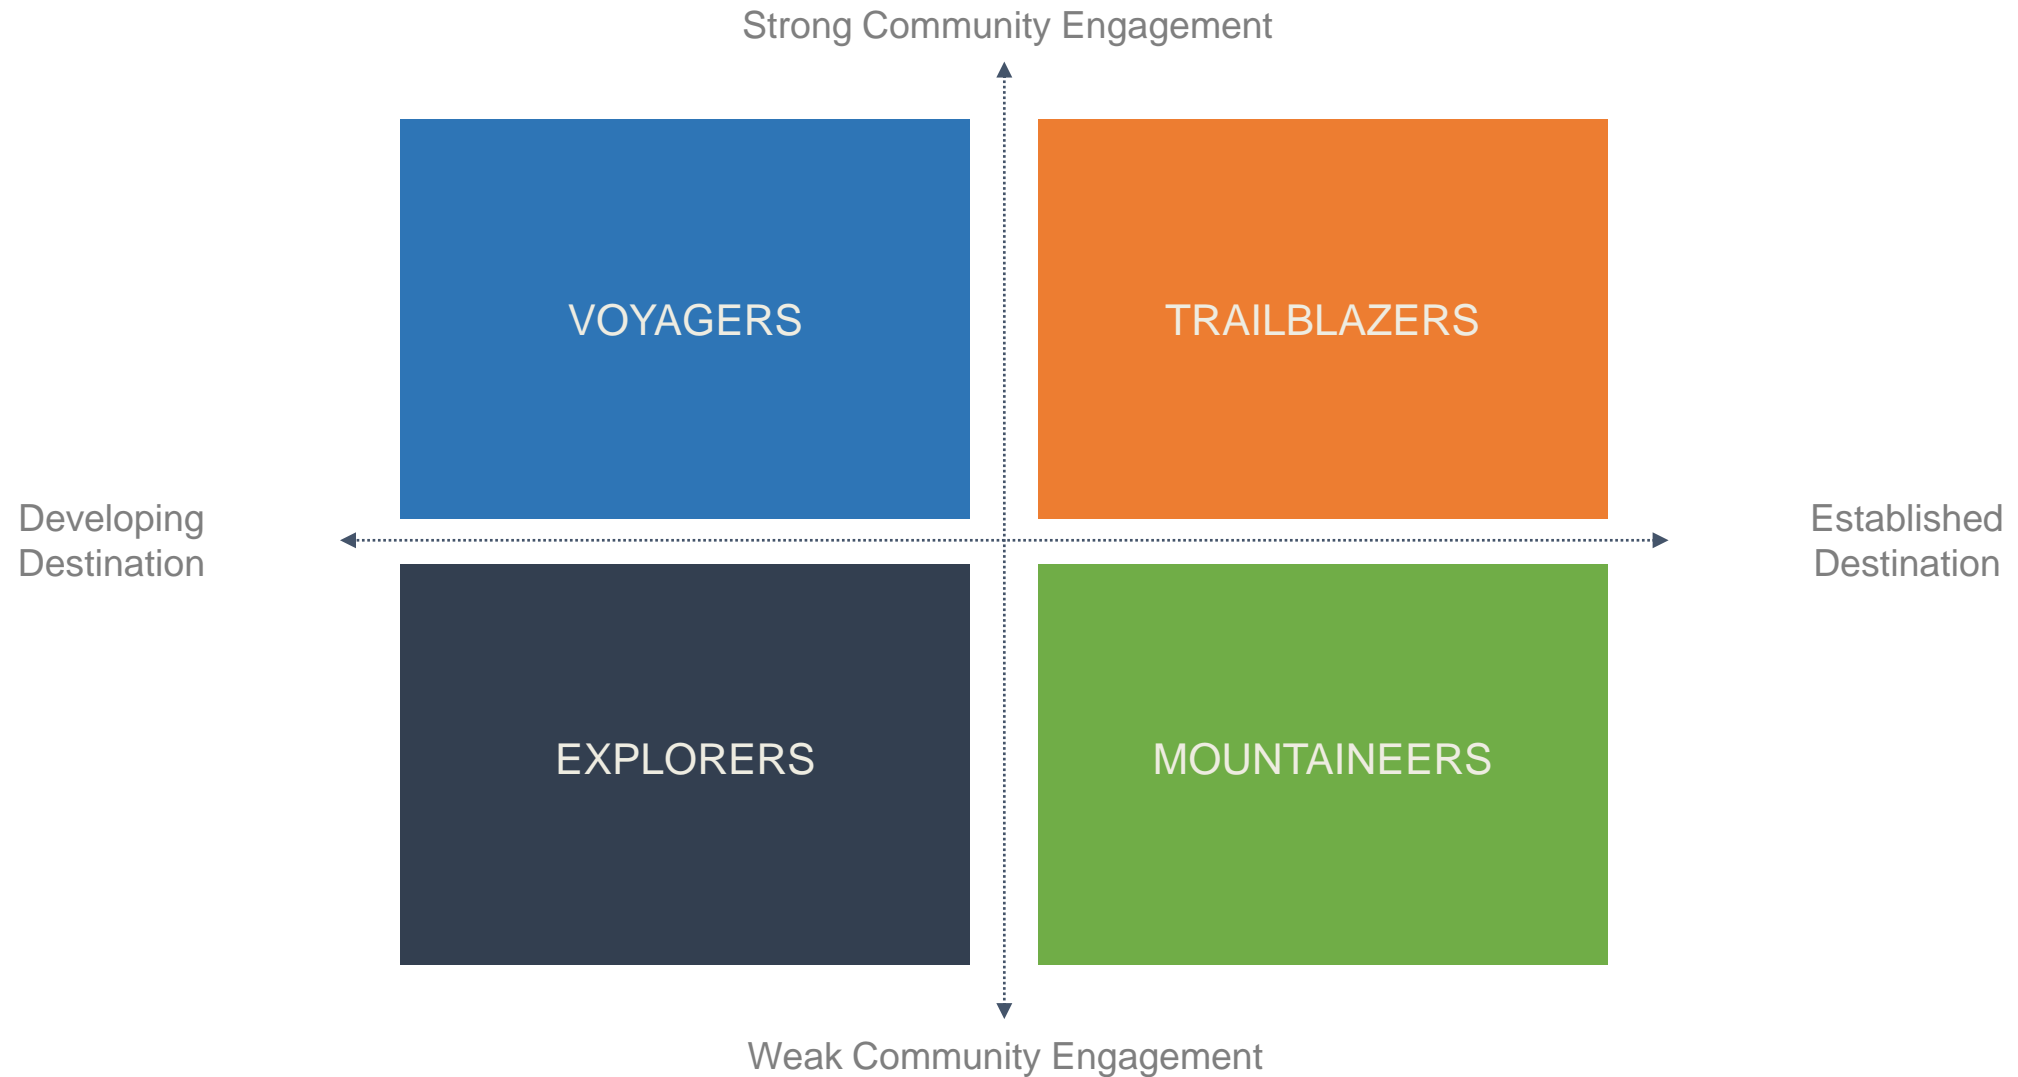 Strong Community Engagement
VOYAGERS
TRAILBLAZERS
Developing
Destination
Established
Destination
EXPLORERS
MOUNTAINEERS
Weak Community Engagement